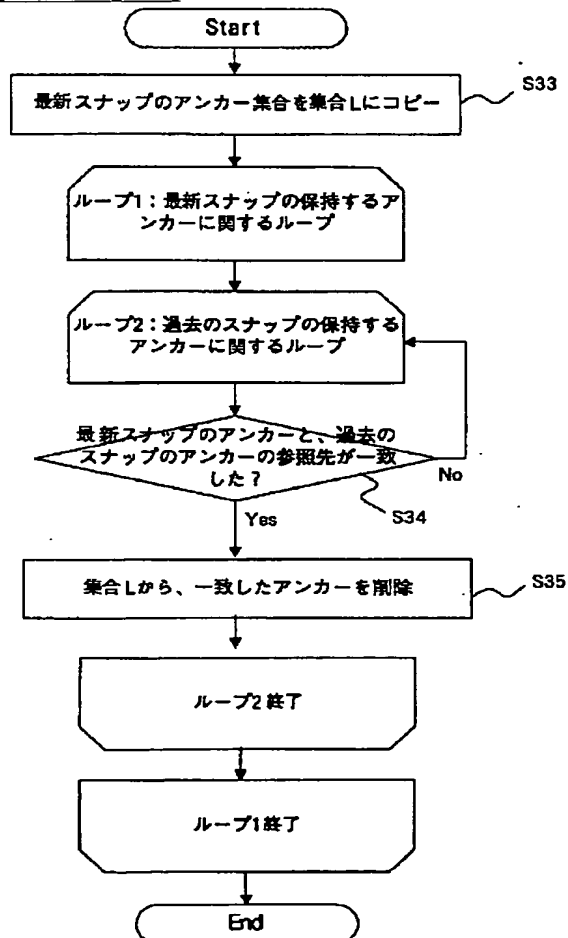 Start
最新スナップのアンカー集合を集合Lにコピー
S33
ループ1：最新スナップの保持するア
ンカーに関するループ
ループ2：過去のスナップの保持する
アンカーに関するループ
最新スナップのアンカーと、過去の
スナップのアンカーの参照先が一致
した？
No
S34
Yes
集合Lから、一致したアンカーを削除
S35
ループ2終了
ループ1終了
End